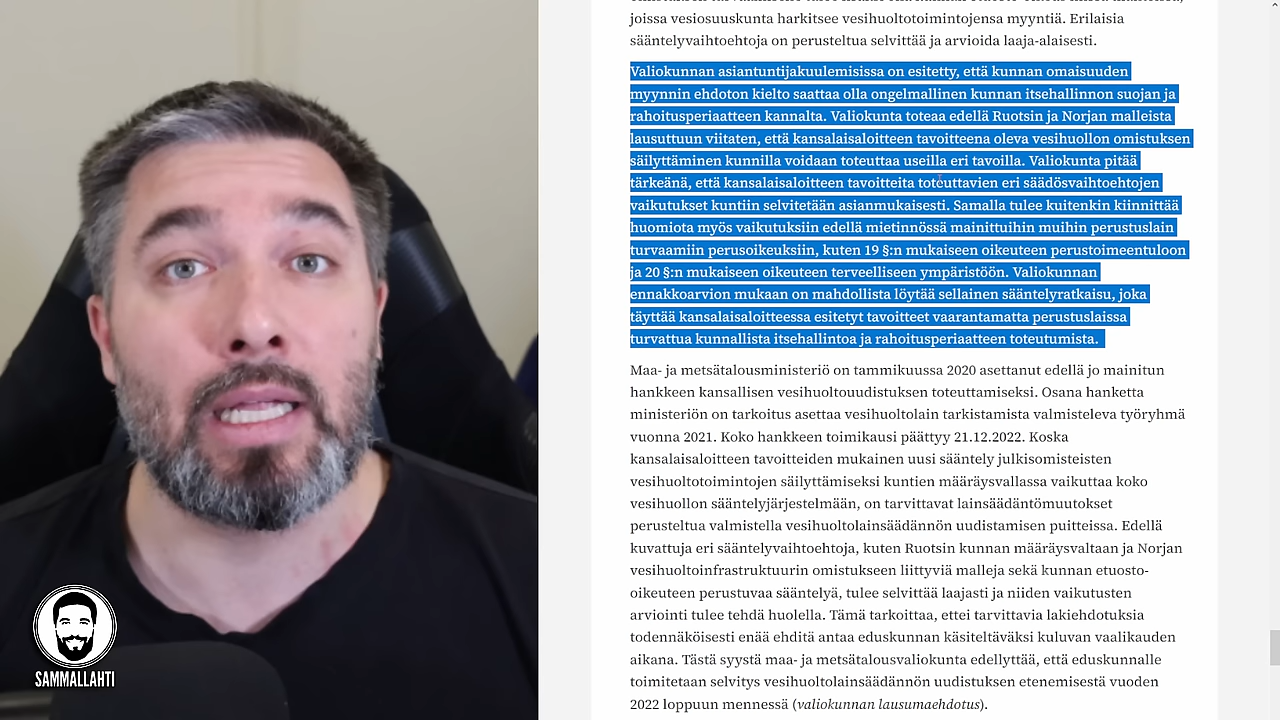 joissa vesiosuuskunta harkitsee vesihuoltotoimintojensa myyntiä. Erilaisia
sääntelyvaihtoehtoja on perusteltua selvittää ja arvioida laaja-alaisesti.
Valiokunnan asiantuntijakuulemisissa on esitetty, että kunnan omaisuuden
myynnin ehdoton kielto saattaa olla ongelmallinen kunnan itsehallinnon suojan ja
rahoitusperiaatteen kannalta. Valiokunta toteaa edellä Ruotsin ja Norjan malleista
lausuttuun viitaten, että kansalaisaloitteen tavoitteena oleva vesihuollon omistuksen
säilyttäminen kunnilla voidaan toteuttaa useilla eri tavoilla. Valiokunta pitää
tärkeänä, että kansalaisaloitteen tavoitteita toteuttavien eri säädösvaihtoehtojen
vaikutukset kuntiin selvitetään asianmukaisesti. Samalla tulee kuitenkin kiinnittää
huomiota myös vaikutuksiin edellä mietinnössä mainittuihin muihin perustuslain
turvaamiin perusoikeuksiin, kuten 19 §:n mukaiseen oikeuteen perustoimeentuloon
ja 20 §:n mukaiseen oikeuteen terveelliseen ympäristöön. Valiokunnan
ennakkoarvion mukaan on mahdollista löytää sellainen sääntelyratkaisu, joka
täyttää kansalaisaloitteessa esitetyt tavoitteet vaarantamatta perustuslaissa
turvattua kunnallista itsehallintoa ja rahoitusperiaatteen toteutumista.
Maa- ja metsätalousministeriö on tammikuussa 2020 asettanut edellä jo mainitun
hankkeen kansallisen vesihuoltouudistuksen toteuttamiseksi. Osana hanketta
ministeriön on tarkoitus asettaa vesihuoltolain tarkistamista valmisteleva työryhmä
vuonna 2021. Koko hankkeen toimikausi päättyy 21.12.2022. Koska
kansalaisaloitteen tavoitteiden mukainen uusi sääntely julkisomisteisten
vesihuoltotoimintojen säilyttämiseksi kuntien määräysvallassa vaikuttaa koko
vesihuollon sääntelyjärjestelmään, on tarvittavat lainsäädäntömuutokset
perusteltua valmistella vesihuoltolainsäädännön uudistamisen puitteissa. Edellä
kuvattuja eri sääntelyvaihtoehtoja, kuten Ruotsin kunnan määräysvaltaan ja Norjan
vesihuoltoinfrastruktuurin omistukseen liittyviä malleja sekä kunnan etuosto-
oikeuteen perustuvaa sääntelyä, tulee selvittää laajasti ja niiden vaikutusten
arviointi tulee tehdä huolella. Tämä tarkoittaa, ettei tarvittavia lakiehdotuksia
todennäköisesti enää ehditä antaa eduskunnan käsiteltäväksi kuluvan vaalikauden
aikana. Tästä syystä maa- ja metsätalousvaliokunta edellyttää, että eduskunnalle
toimitetaan selvitys vesihuoltolainsäädännön uudistuksen etenemisestä vuoden
2022 loppuun mennessä (valiokunnan lausumaehdotus).
SAMMALLAHTI